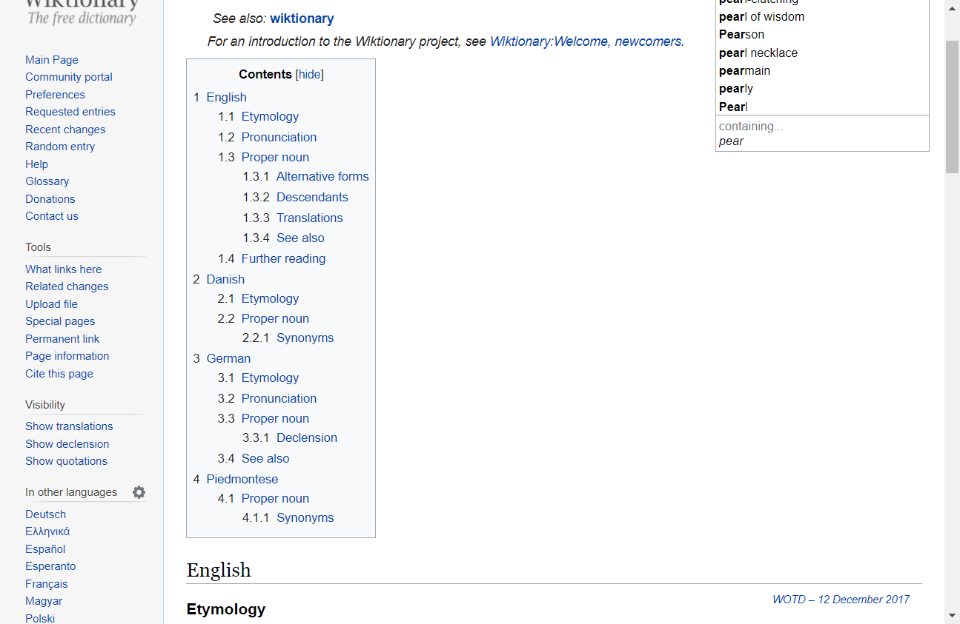 Wiktionary
The free dictionary
Main Page
Community portal
Preferences
Requested entries
Recent changes
Random entry
Help
Glossary
Donations
Contact us
Tools
What links here
Related changes
Upload file
Special pages
Permanent link
Page information
Cite this page
Visibility
Show translations
Show declension
Show quotations
In other languages
Deutsch
Ελληνικά
Español
Esperanto
Français
Magyar
Polski
See also: wiktionary
For an introduction to the Wiktionary project, see Wiktionary:Welcome, newcomers.
Contents [hide]
1 English
1.1 Etymology
1.2 Pronunciation
1.3 Proper noun
1.3.1 Alternative forms
1.3.2 Descendants
1.3.3 Translations
1.3.4 See also
1.4 Further reading
2 Danish
2.1 Etymology
2.2 Proper noun
2.2.1 Synonyms
3 German
3.1 Etymology
3.2 Pronunciation
3.3 Proper noun
3.3.1 Declension
3.4 See also
4 Piedmontese
4.1 Proper noun
4.1.1 Synonyms
English
WOTD – 12 December 2017
Etymology
pearl-clutching
pearl of wisdom
Pearson
pearl necklace
pearmain
pearly
Pearl
containing...
pear